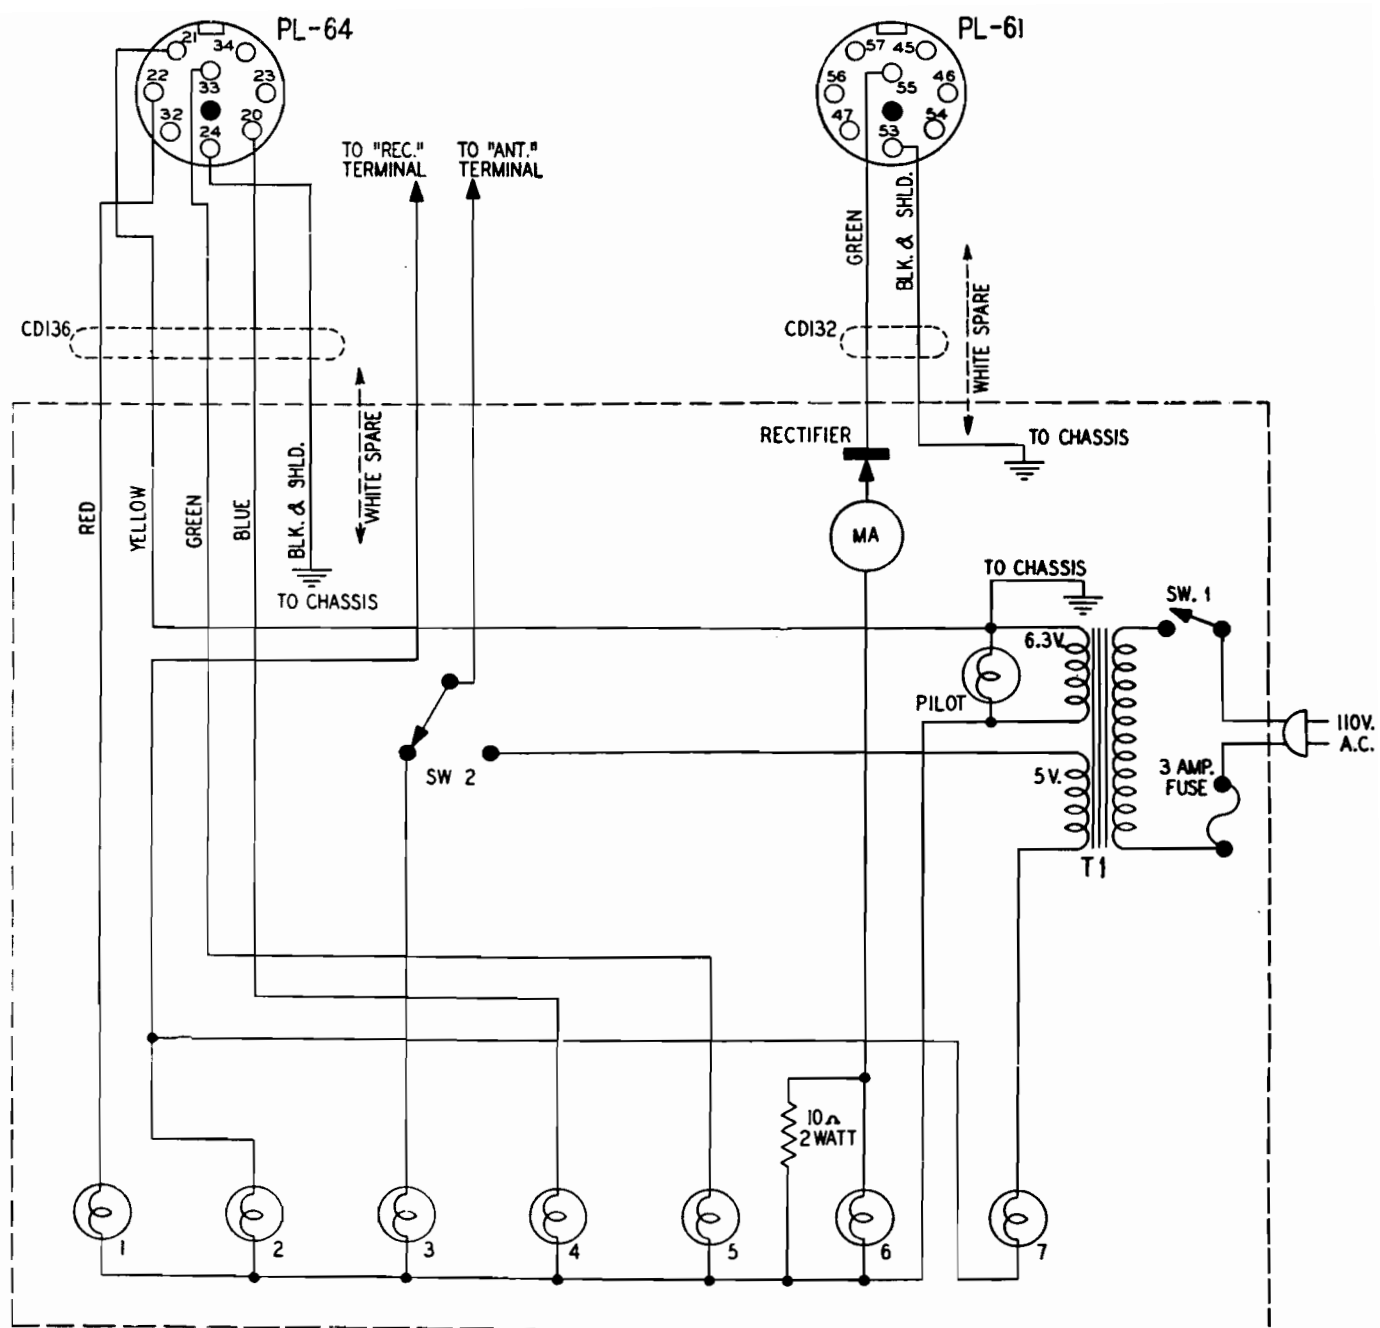 PL-64
21
34
22
33
23
32
24
20
PL-61
57
45
56
55
46
47
53
54
TO "REC."
TERMINAL
TO "ANT."
TERMINAL
GREEN
BLK. & SHLD.
WHITE SPARE
CD136
CD132
RECTIFIER
TO CHASSIS
RED
YELLOW
GREEN
BLUE
BLK. & SHLD.
WHITE SPARE
MA
TO CHASSIS
TO CHASSIS
SW. 1
6.3V.
PILOT
110V.
A.C.
SW 2
5V.
3 AMP.
FUSE
T1
10Ω
2 WATT
1
2
3
4
5
6
7